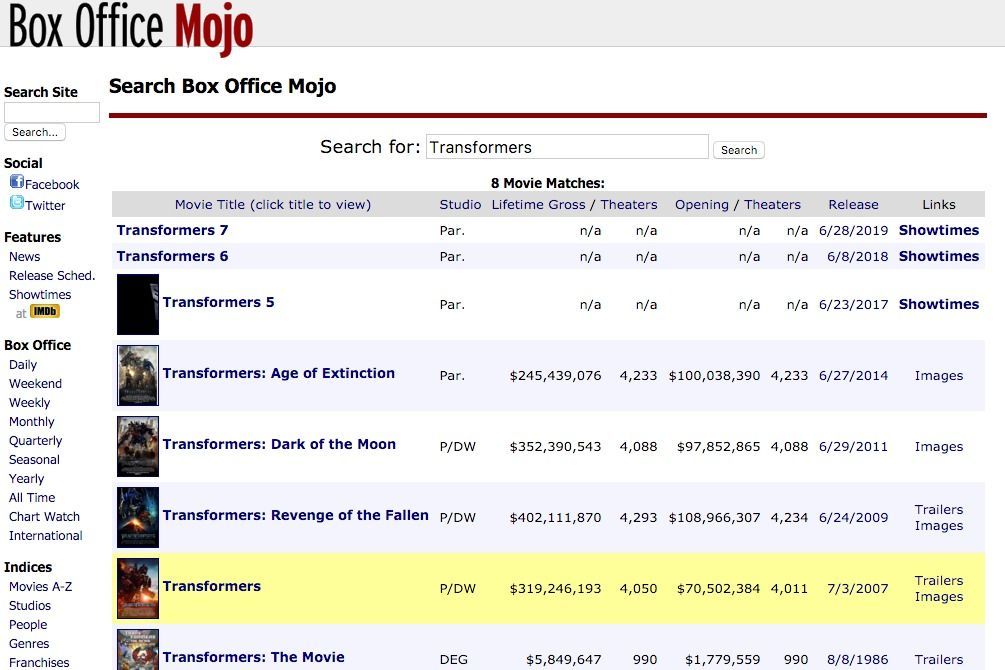 Box Office Mojo
Search Box Office Mojo
Search Site
Search...
Social
Facebook
Twitter
Features
News
Release Sched.
Showtimes
at IMDb
Box Office
Daily
Weekend
Weekly
Monthly
Quarterly
Seasonal
Yearly
All Time
Chart Watch
International
Indices
Movies A-Z
Studios
People
Genres
Franchises
Search for: Transformers Search
8 Movie Matches:
Movie Title (click title to view) Studio Lifetime Gross / Theaters Opening / Theaters Release Links
Transformers 7 Par. n/a n/a n/a n/a 6/28/2019 Showtimes
Transformers 6 Par. n/a n/a n/a n/a 6/8/2018 Showtimes
Transformers 5 Par. n/a n/a n/a n/a 6/23/2017 Showtimes
Transformers: Age of Extinction Par. $245,439,076 4,233 $100,038,390 4,233 6/27/2014 Images
Transformers: Dark of the Moon P/DW $352,390,543 4,088 $97,852,865 4,088 6/29/2011 Images
Transformers: Revenge of the Fallen P/DW $402,111,870 4,293 $108,966,307 4,234 6/24/2009 Trailers
Images
Transformers P/DW $319,246,193 4,050 $70,502,384 4,011 7/3/2007 Trailers
Images
Transformers: The Movie DEG $5,849,647 990 $1,779,559 990 8/8/1986 Trailers